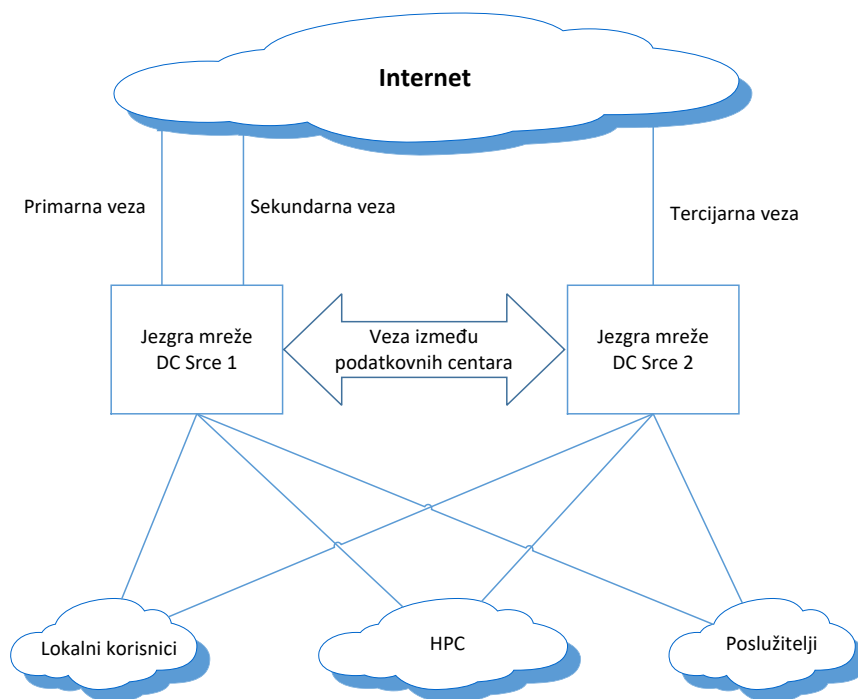 Internet
Primarna veza
Sekundarna veza
Tercijarna veza
Jezgra mreže
DC Srce 1
Veza između
podatkovnih centara
Jezgra mreže
DC Srce 2
Lokalni korisnici
HPC
Poslužitelji